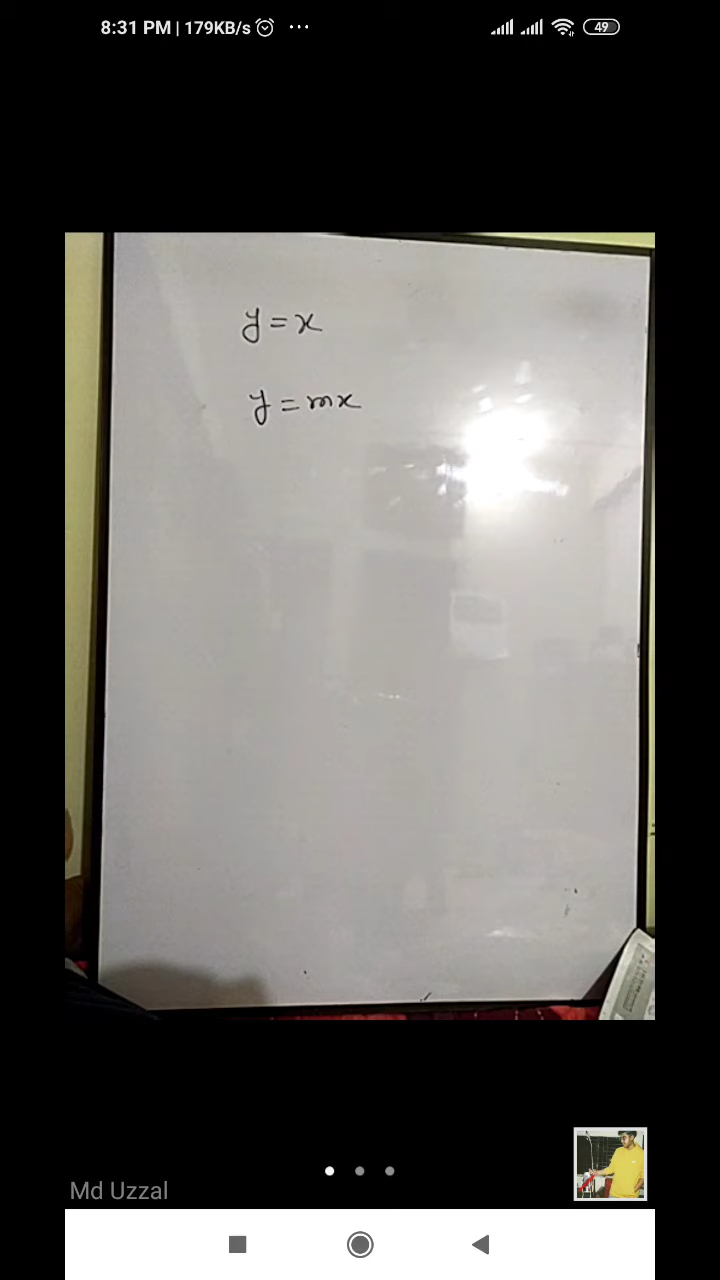 8:31 PM | 179KB/s ...
49
y = x
y = mx
Md Uzzal